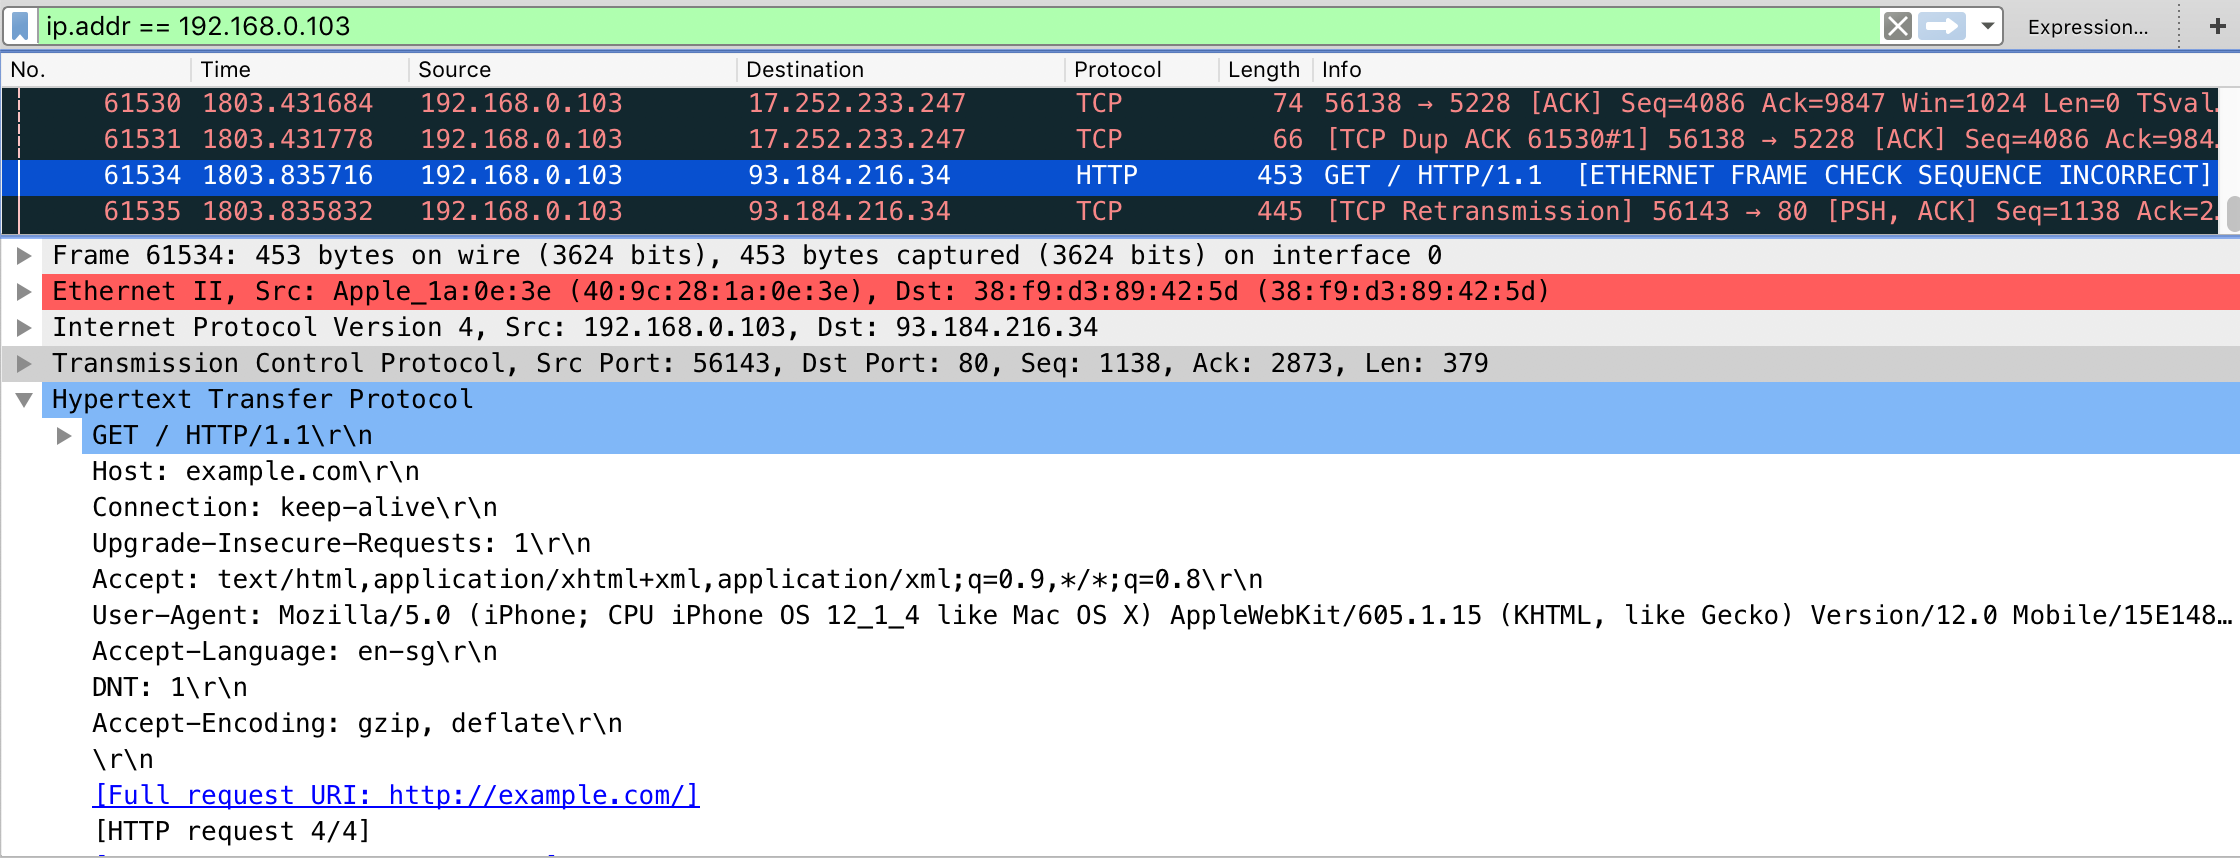 ip.addr == 192.168.0.103 Expression... +
No. Time Source Destination Protocol Length Info
61530 1803.431684 192.168.0.103 17.252.233.247 TCP 74 56138 → 5228 [ACK] Seq=4086 Ack=9847 Win=1024 Len=0 TSval…
61531 1803.431778 192.168.0.103 17.252.233.247 TCP 66 [TCP Dup ACK 61530#1] 56138 → 5228 [ACK] Seq=4086 Ack=984…
61534 1803.835716 192.168.0.103 93.184.216.34 HTTP 453 GET / HTTP/1.1 [ETHERNET FRAME CHECK SEQUENCE INCORRECT]
61535 1803.835832 192.168.0.103 93.184.216.34 TCP 445 [TCP Retransmission] 56143 → 80 [PSH, ACK] Seq=1138 Ack=2…
Frame 61534: 453 bytes on wire (3624 bits), 453 bytes captured (3624 bits) on interface 0
Ethernet II, Src: Apple_1a:0e:3e (40:9c:28:1a:0e:3e), Dst: 38:f9:d3:89:42:5d (38:f9:d3:89:42:5d)
Internet Protocol Version 4, Src: 192.168.0.103, Dst: 93.184.216.34
Transmission Control Protocol, Src Port: 56143, Dst Port: 80, Seq: 1138, Ack: 2873, Len: 379
Hypertext Transfer Protocol
GET / HTTP/1.1\r\n
Host: example.com\r\n
Connection: keep-alive\r\n
Upgrade-Insecure-Requests: 1\r\n
Accept: text/html,application/xhtml+xml,application/xml;q=0.9,*/*;q=0.8\r\n
User-Agent: Mozilla/5.0 (iPhone; CPU iPhone OS 12_1_4 like Mac OS X) AppleWebKit/605.1.15 (KHTML, like Gecko) Version/12.0 Mobile/15E148…
Accept-Language: en-sg\r\n
DNT: 1\r\n
Accept-Encoding: gzip, deflate\r\n
\r\n
[Full request URI: http://example.com/]
[HTTP request 4/4]